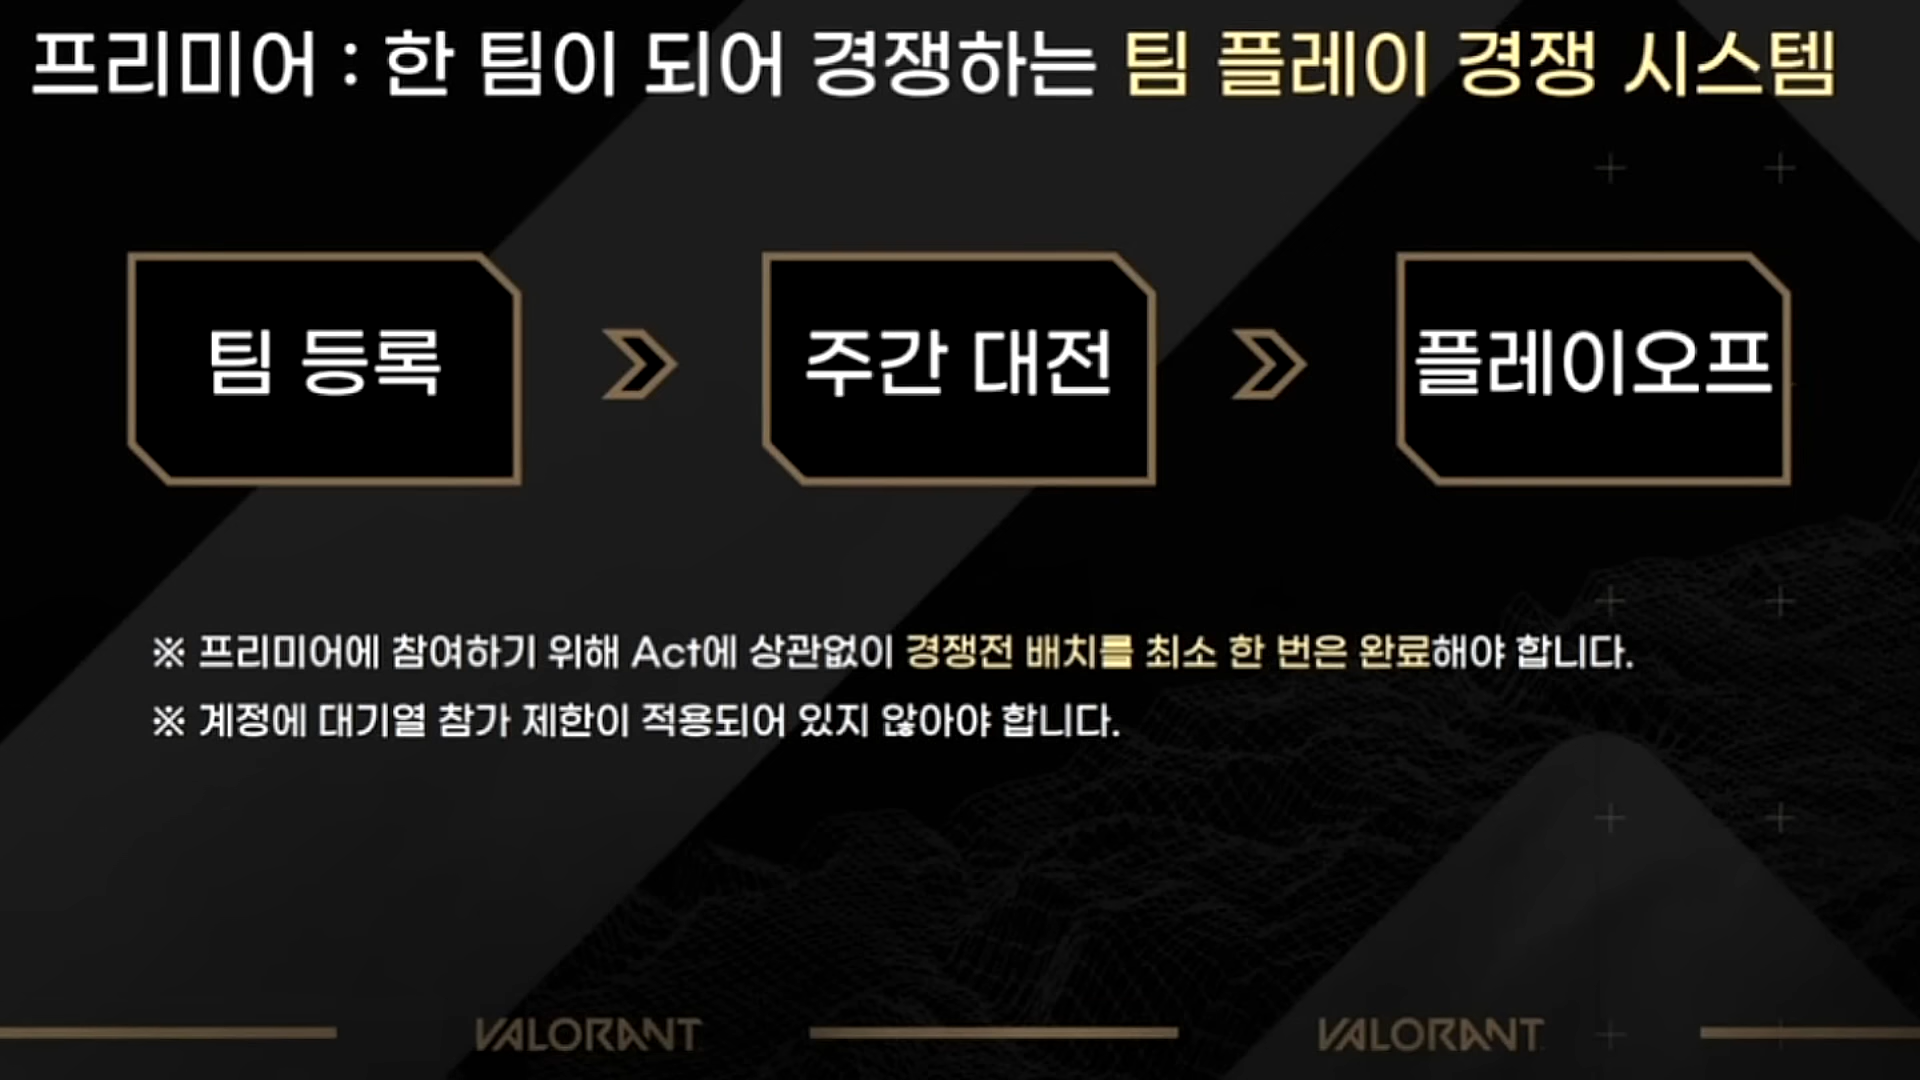 프리미어 : 한 팀이 되어 경쟁하는 팀 플레이 경쟁 시스템
팀 등록
주간 대전
플레이오프
※ 프리미어에 참여하기 위해 Act에 상관없이 경쟁전 배치를 최소 한 번은 완료해야 합니다.
※ 계정에 대기열 참가 제한이 적용되어 있지 않아야 합니다.
VALORANT
VALORANT